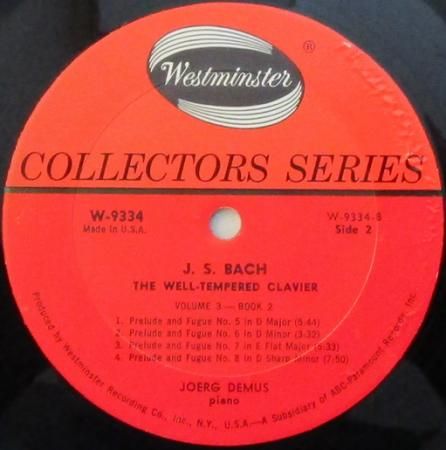 Westminster
®
COLLECTORS SERIES
W-9334
Made in U.S.A.
W-9334-B
Side 2
J. S. BACH
THE WELL-TEMPERED CLAVIER
VOLUME 3 — BOOK 2
1. Prelude and Fugue No. 5 in D Major (5:44)
2. Prelude and Fugue No. 6 in D Minor (3:32)
3. Prelude and Fugue No. 7 in E Flat Major (5:33)
4. Prelude and Fugue No. 8 in D Sharp Minor (7:50)
JOERG DEMUS
piano
Produced by Westminster Recording Co., Inc., N.Y., U.S.A.—A Subsidiary of ABC-Paramount Records Inc.